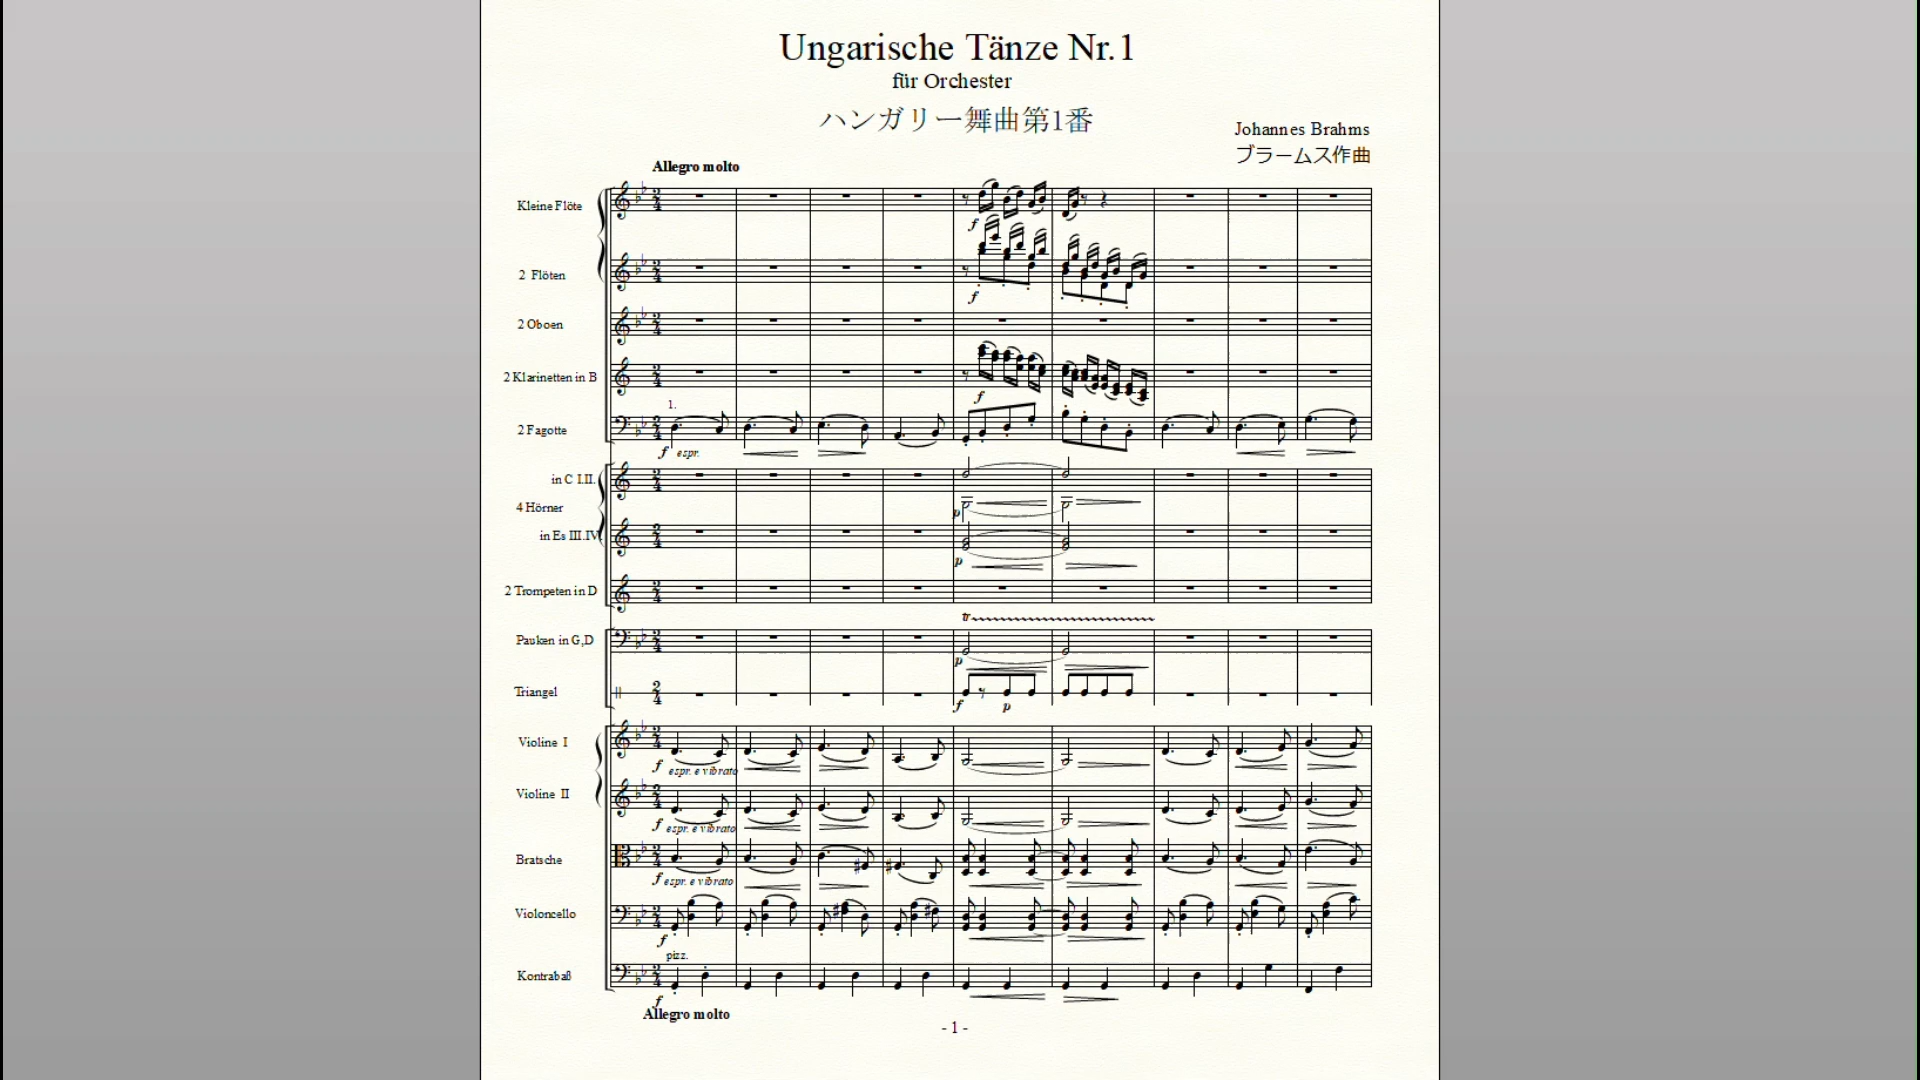 Ungarische Tänze Nr.1
für Orchester
ハンガリー舞曲第1番
Johannes Brahms
ブラームス作曲
Allegro molto
Kleine Flöte
f
2 Flöten
f
2 Oboen
2 Klarinetten in B
f
1.
2 Fagotte
f espr.
in C I.II.
4 Hörner
p
in Es III.IV
p
2 Trompeten in D
tr
Pauken in G,D
p
Triangel
f p
Violine I
f espr. e vibrato
Violine II
f espr. e vibrato
Bratsche
f espr. e vibrato
Violoncello
f
pizz.
Kontrabaß
f
Allegro molto
- 1 -